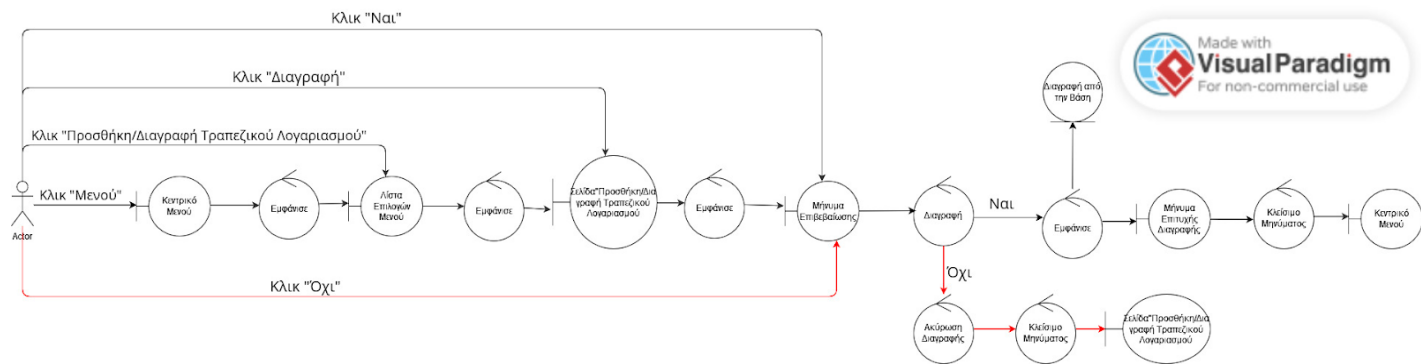 Κλικ "Ναι"
Made with
Visual Paradigm
For non-commercial use
Κλικ "Διαγραφή"
Διαγραφή από
την Βάση
Κλικ "Προσθήκη/Διαγραφή Τραπεζικού Λογαριασμού"
Κλικ "Μενού"
Κεντρικό
Μενού
Εμφάνισε
Λίστα
Επιλογών
Μενού
Εμφάνισε
Σελίδα"Προσθήκη/Δια
γραφή Τραπεζικού
Λογαριασμού
Εμφάνισε
Μήνυμα
Επιβεβαίωσης
Διαγραφή
Ναι
Εμφάνισε
Μήνυμα
Επιτυχής
Διαγραφής
Κλείσιμο
Μηνύματος
Κεντρικό
Μενού
Actor
Κλικ "Όχι"
Όχι
Ακύρωση
Διαγραφής
Κλείσιμο
Μηνύματος
Σελίδα"Προσθήκη/Δια
γραφή Τραπεζικού
Λογαριασμού